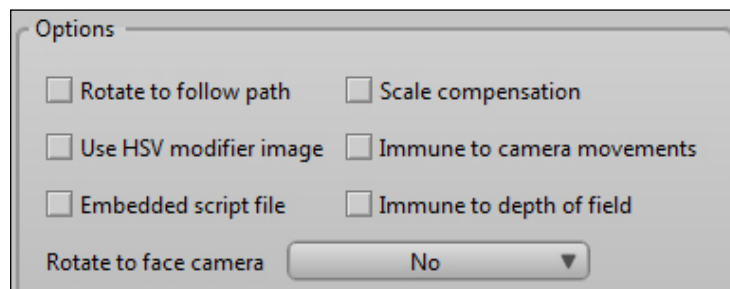 Options
Rotate to follow path
Scale compensation
Use HSV modifier image
Immune to camera movements
Embedded script file
Immune to depth of field
Rotate to face camera
No